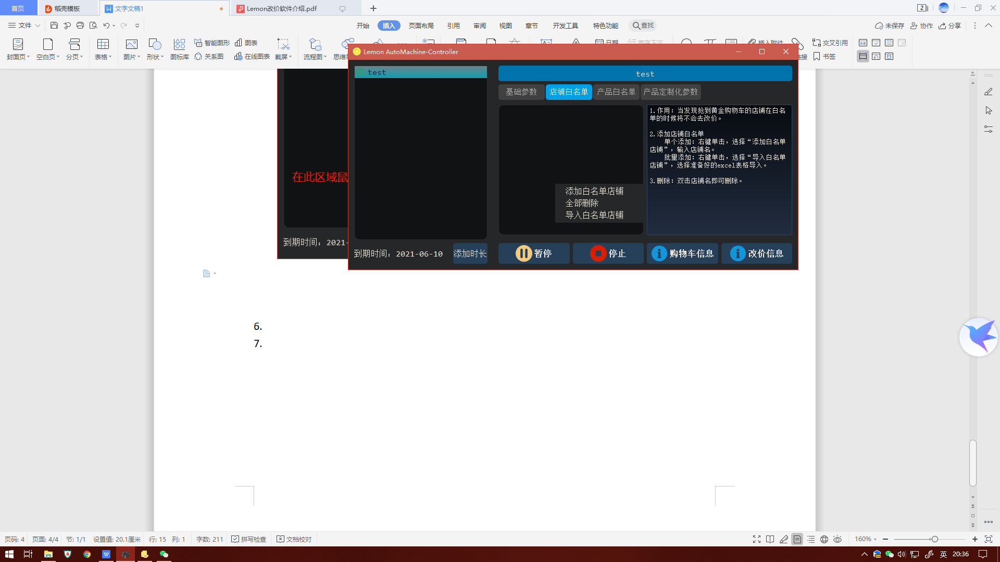 首页
稻壳模板
文字文稿1
Lemon改价软件介绍.pdf
2
文件
开始
插入
页面布局
引用
审阅
视图
章节
开发工具
特色功能
查找
未保存
协作
分享
封面页
空白页
分页
表格
图片
形状
图标库
智能图形
关系图
图表
在线图表
截屏
流程图
日期
交叉引用
书签
Lemon AutoMachine-Controller
test
test
基础参数
店铺白名单
产品白名单
产品定制化参数
1.作用：当发现抢到黄金购物车的店铺在白名
单的时候将不会去改价。
2.添加店铺白名单
单个添加：右键单击，选择“添加白名单
店铺”，输入店铺名。
批量添加：右键单击，选择“导入白名单
店铺”，选择准备好的excel表格导入。
3.删除：双击店铺名即可删除。
添加白名单店铺
全部删除
导入白名单店铺
在此区域鼠
到期时间：2021-
到期时间：2021-06-10
添加时长
暂停
停止
购物车信息
改价信息
6.
7.
页码: 4
页面: 4/4
节: 1/1
设置值: 20.1厘米
行: 15
列: 1
字数: 211
拼写检查
文档校对
160%
英
20:36